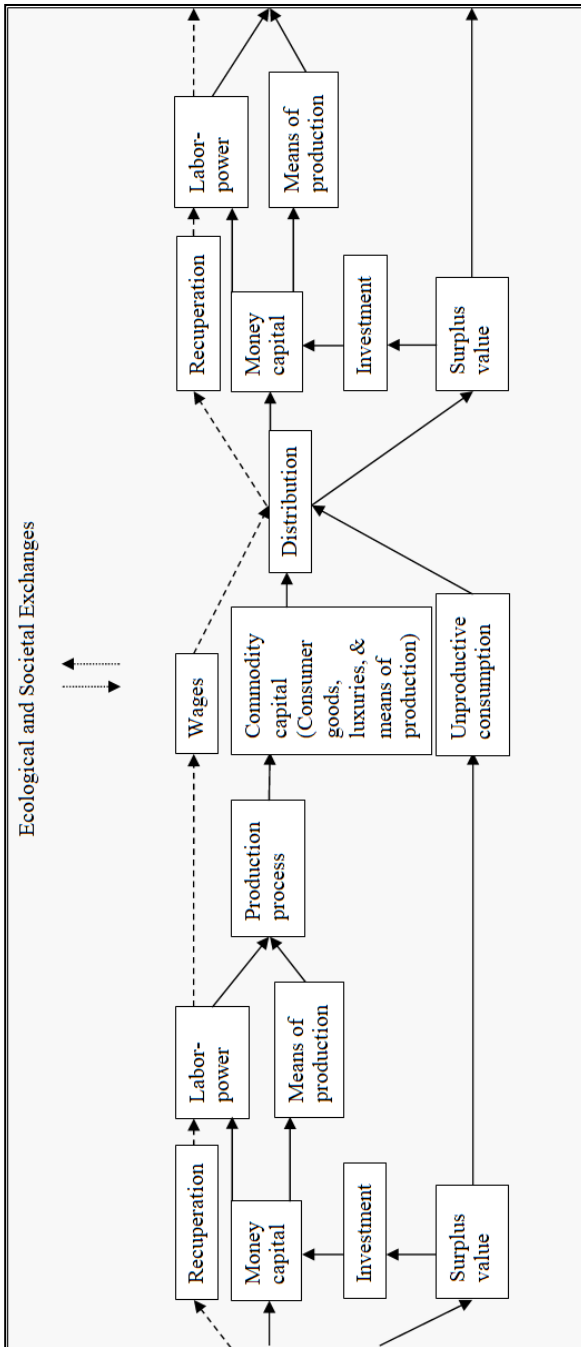 Ecological and Societal Exchanges
Recuperation
Labor-
power
Wages
Recuperation
Labor-
power
Money
capital
Production
process
Commodity
capital
(Consumer
goods,
luxuries, &
means of
production)
Distribution
Money
capital
Means of
production
Means of
production
Investment
Investment
Surplus
value
Unproductive
consumption
Surplus
value